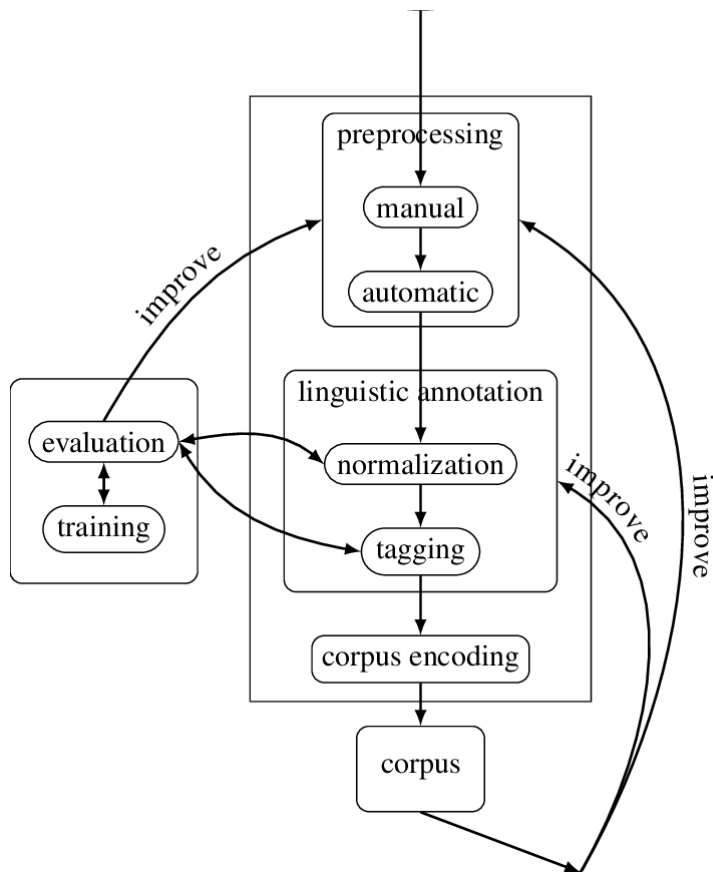 preprocessing
manual
automatic
improve
linguistic annotation
evaluation
normalization
improve
improve
training
tagging
corpus encoding
corpus